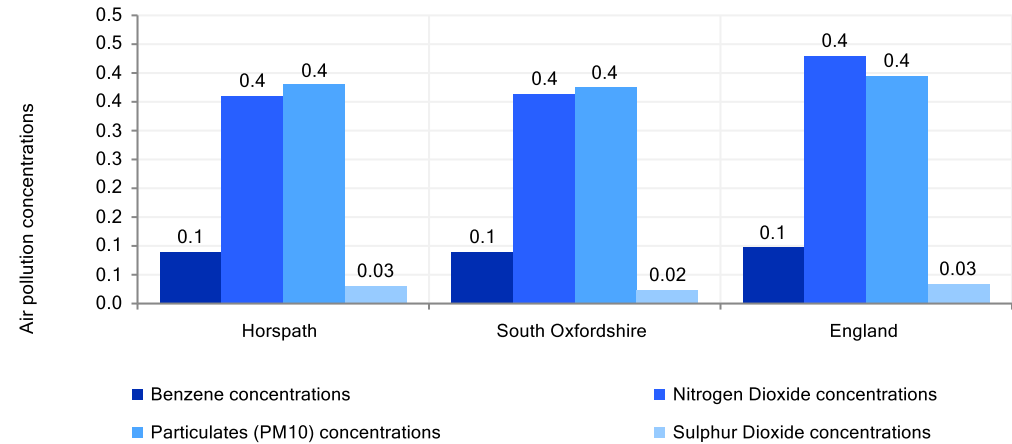 Air pollution concentrations
0.5
0.5
0.4
0.4
0.3
0.3
0.2
0.2
0.1
0.1
0.0
0.1
0.4
0.4
0.03
0.1
0.4
0.4
0.02
0.1
0.4
0.4
0.03
Horspath
South Oxfordshire
England
Benzene concentrations
Nitrogen Dioxide concentrations
Particulates (PM10) concentrations
Sulphur Dioxide concentrations